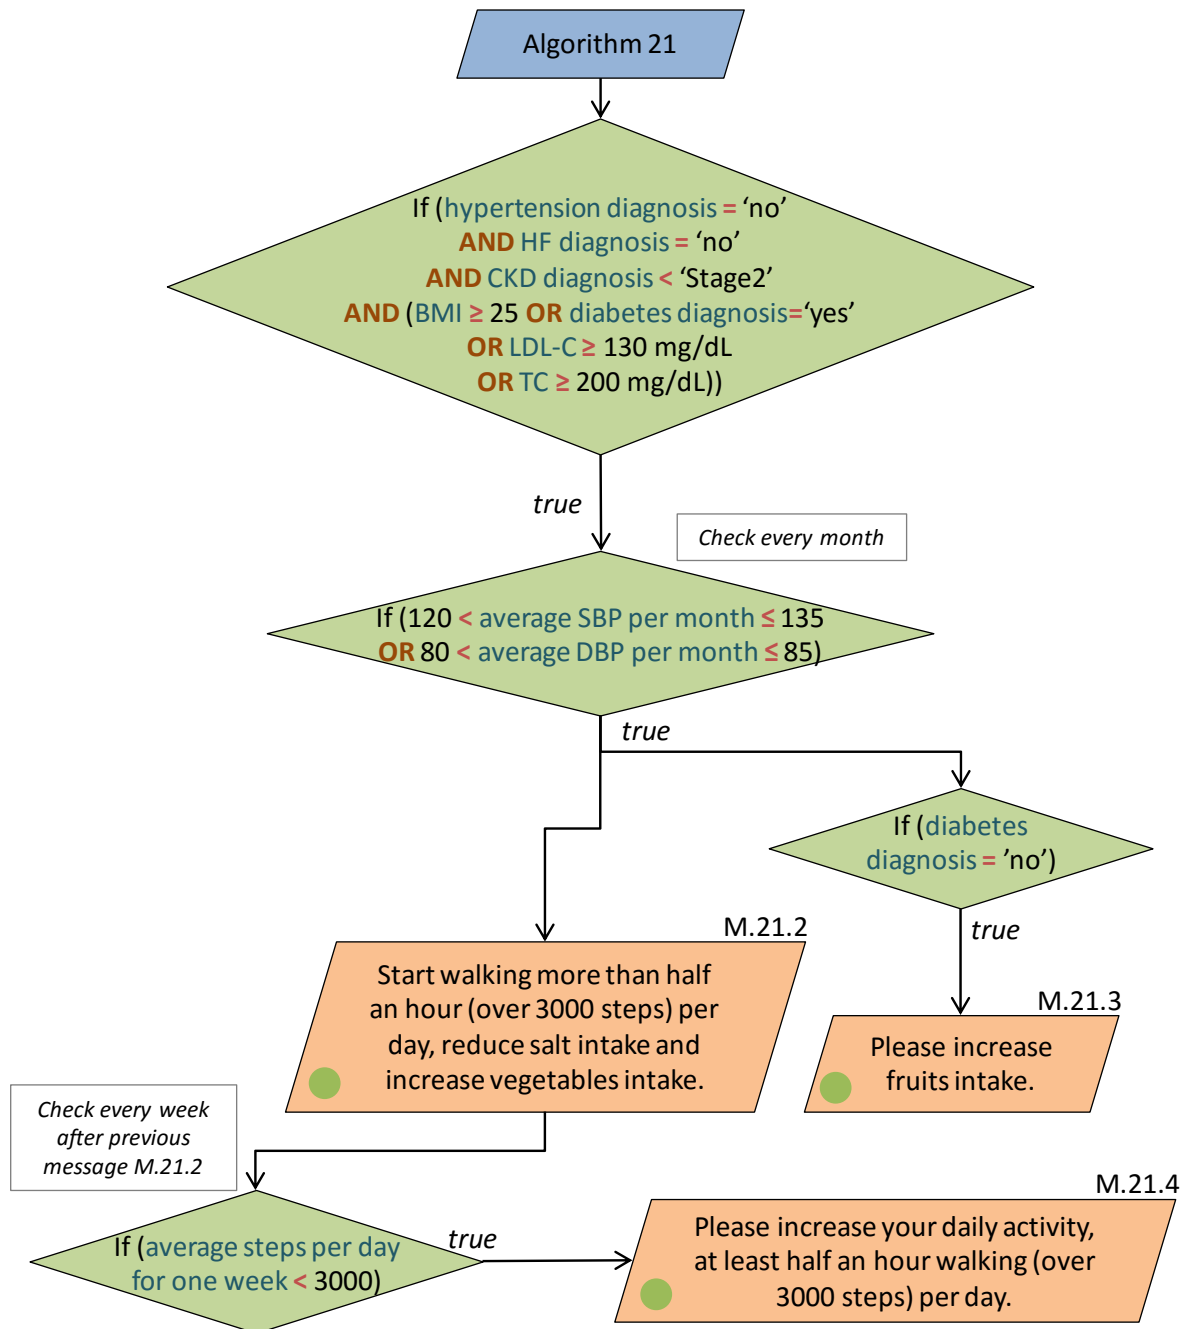 Algorithm 21
If (hypertension diagnosis = ‘no’
AND HF diagnosis = ‘no’
AND CKD diagnosis < ‘Stage2’
AND (BMI ≥ 25 OR diabetes diagnosis=‘yes’
OR LDL-C ≥ 130 mg/dL
OR TC ≥ 200 mg/dL))
true
Check every month
If (120 < average SBP per month ≤ 135
OR 80 < average DBP per month ≤ 85)
true
If (diabetes
diagnosis = ’no’)
true
M.21.2
Start walking more than half
an hour (over 3000 steps) per
day, reduce salt intake and
increase vegetables intake.
M.21.3
Please increase
fruits intake.
Check every week
after previous
message M.21.2
If (average steps per day
for one week < 3000)
true
M.21.4
Please increase your daily activity,
at least half an hour walking (over
3000 steps) per day.